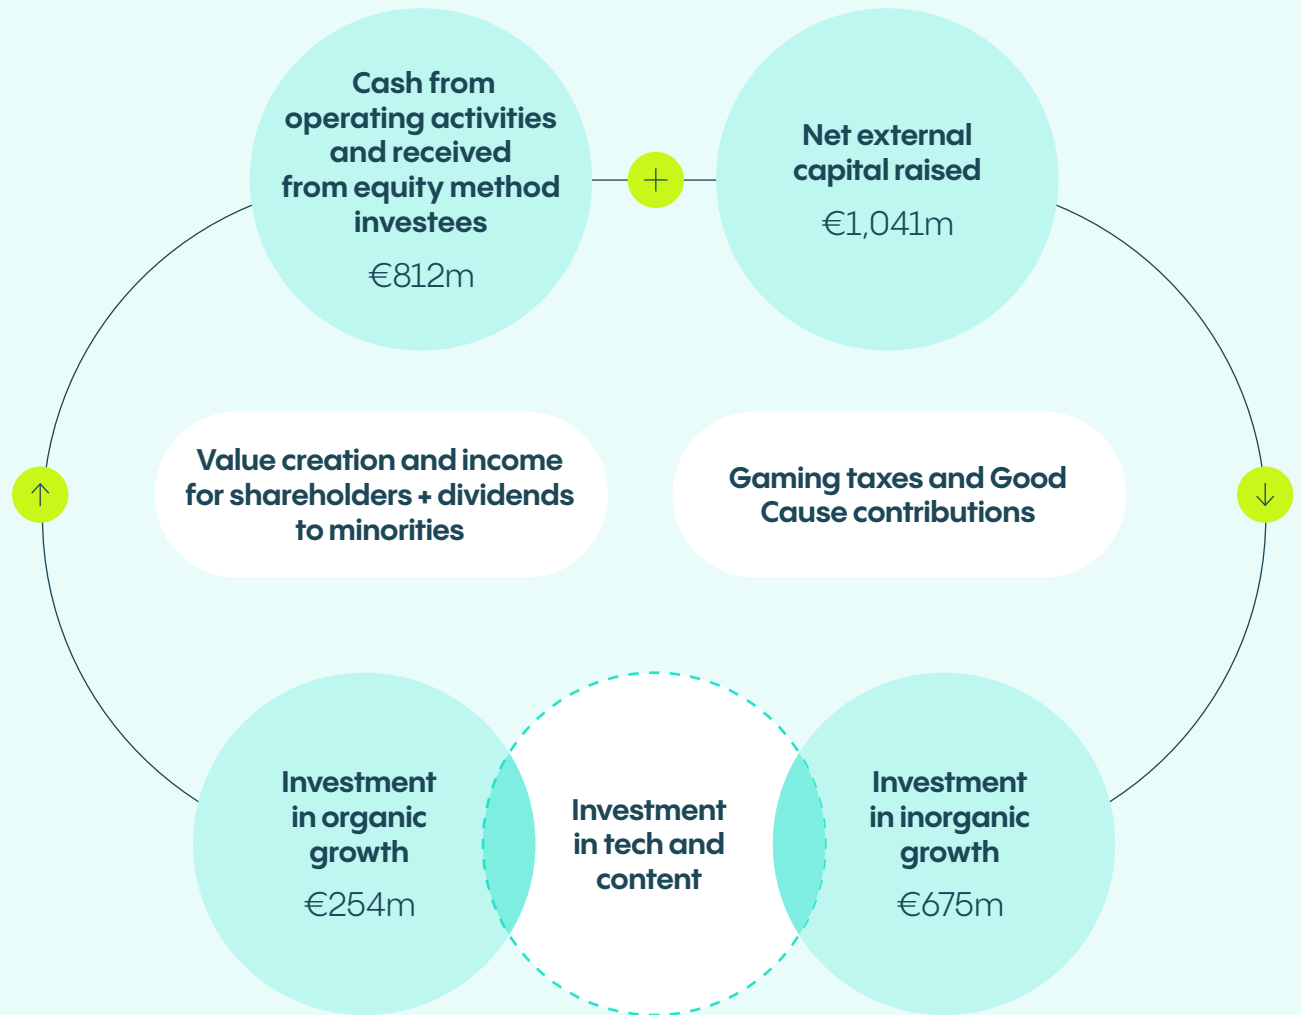 Cash from
operating activities
and received
from equity method
investees
€812m
Net external
capital raised
€1,041m
Value creation and income
for shareholders + dividends
to minorities
Gaming taxes and Good
Cause contributions
Investment
in organic
growth
€254m
Investment
in tech and
content
Investment
in inorganic
growth
€675m